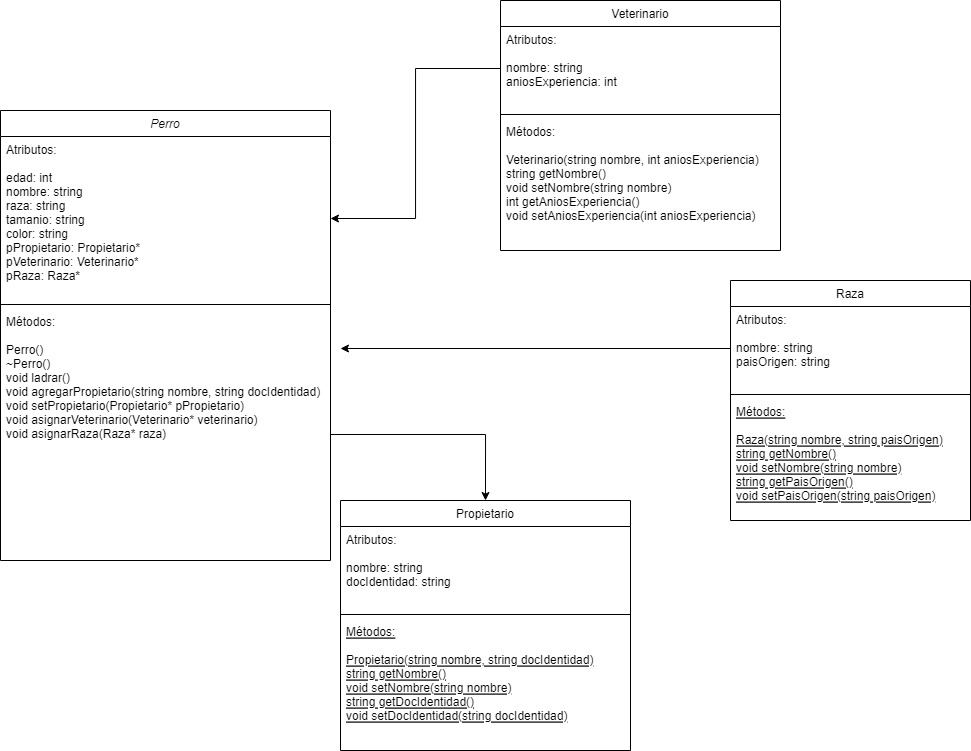 Veterinario
Atributos:
nombre: string
aniosExperiencia: int
Métodos:
Veterinario(string nombre, int aniosExperiencia)
string getNombre()
void setNombre(string nombre)
int getAniosExperiencia()
void setAniosExperiencia(int aniosExperiencia)
Perro
Atributos:
edad: int
nombre: string
raza: string
tamanio: string
color: string
pPropietario: Propietario*
pVeterinario: Veterinario*
pRaza: Raza*
Métodos:
Perro()
~Perro()
void ladrar()
void agregarPropietario(string nombre, string docIdentidad)
void setPropietario(Propietario* pPropietario)
void asignarVeterinario(Veterinario* veterinario)
void asignarRaza(Raza* raza)
Raza
Atributos:
nombre: string
paisOrigen: string
Métodos:
Raza(string nombre, string paisOrigen)
string getNombre()
void setNombre(string nombre)
string getPaisOrigen()
void setPaisOrigen(string paisOrigen)
Propietario
Atributos:
nombre: string
docIdentidad: string
Métodos:
Propietario(string nombre, string docIdentidad)
string getNombre()
void setNombre(string nombre)
string getDocIdentidad()
void setDocIdentidad(string docIdentidad)